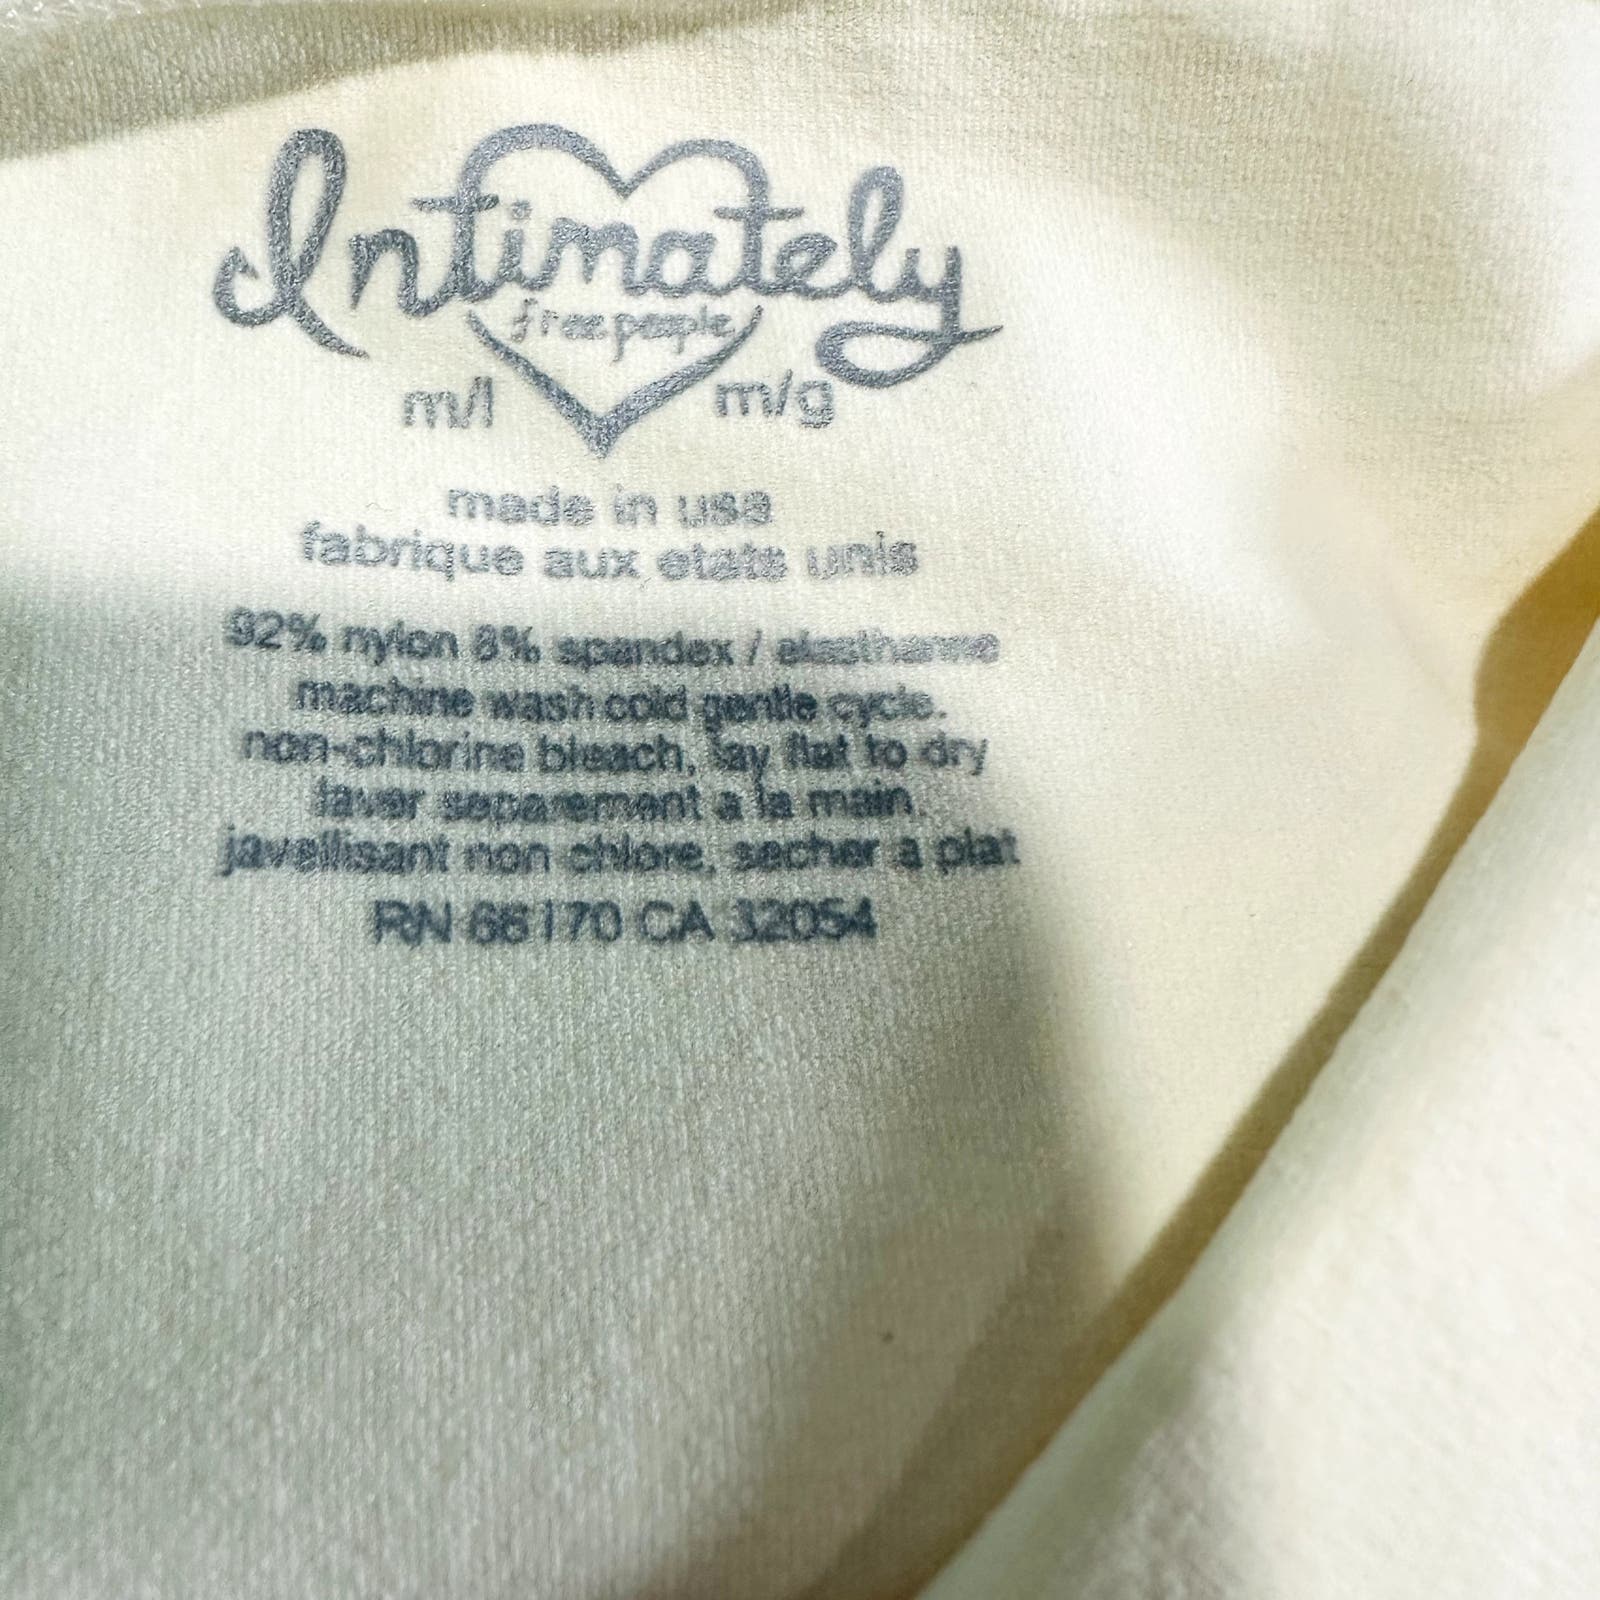 Intimately
free people
m/l m/g
made in usa
fabrique aux etats unis
92% nylon 8% spandex / elasthanne
machine wash cold gentle cycle.
non-chlorine bleach, lay flat to dry
laver separement a la main,
javellisant non chlore, secher a plat
RN 66170 CA 32054